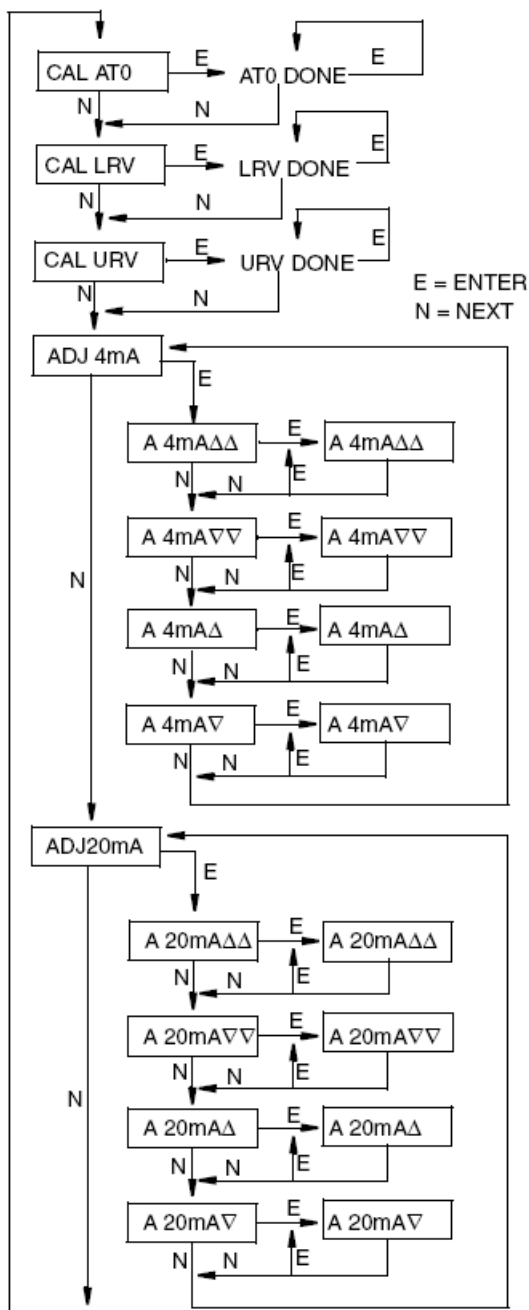 CAL AT0
E
AT0 DONE
E
N
N
CAL LRV
E
LRV DONE
E
N
N
CAL URV
E
URV DONE
E
N
N
E = ENTER
N = NEXT
ADJ 4mA
E
A 4mA∆∆
E
A 4mA∆∆
N
N
E
A 4mA∇∇
E
A 4mA∇∇
N
N
E
N
A 4mA∆
E
A 4mA∆
N
N
E
A 4mA∇
E
A 4mA∇
N
N
E
ADJ20mA
E
A 20mA∆∆
E
A 20mA∆∆
N
N
E
A 20mA∇∇
E
A 20mA∇∇
N
N
E
N
A 20mA∆
E
A 20mA∆
N
N
E
A 20mA∇
E
A 20mA∇
N
N
E